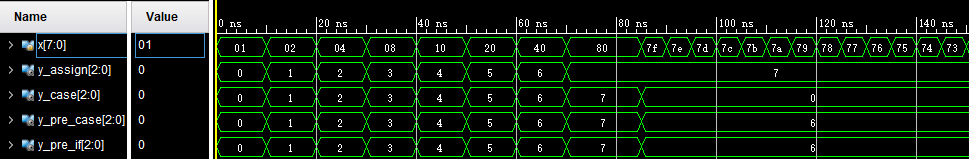 Name Value 0 ns 20 ns 40 ns 60 ns 80 ns 100 ns 120 ns 140 ns
x[7:0] 01 01 02 04 08 10 20 40 80 7f 7e 7d 7c 7b 7a 79 78 77 76 75 74 73
y_assign[2:0] 0 0 1 2 3 4 5 6 7
y_case[2:0] 0 0 1 2 3 4 5 6 7 0
y_pre_case[2:0] 0 0 1 2 3 4 5 6 7 6
y_pre_if[2:0] 0 0 1 2 3 4 5 6 7 6